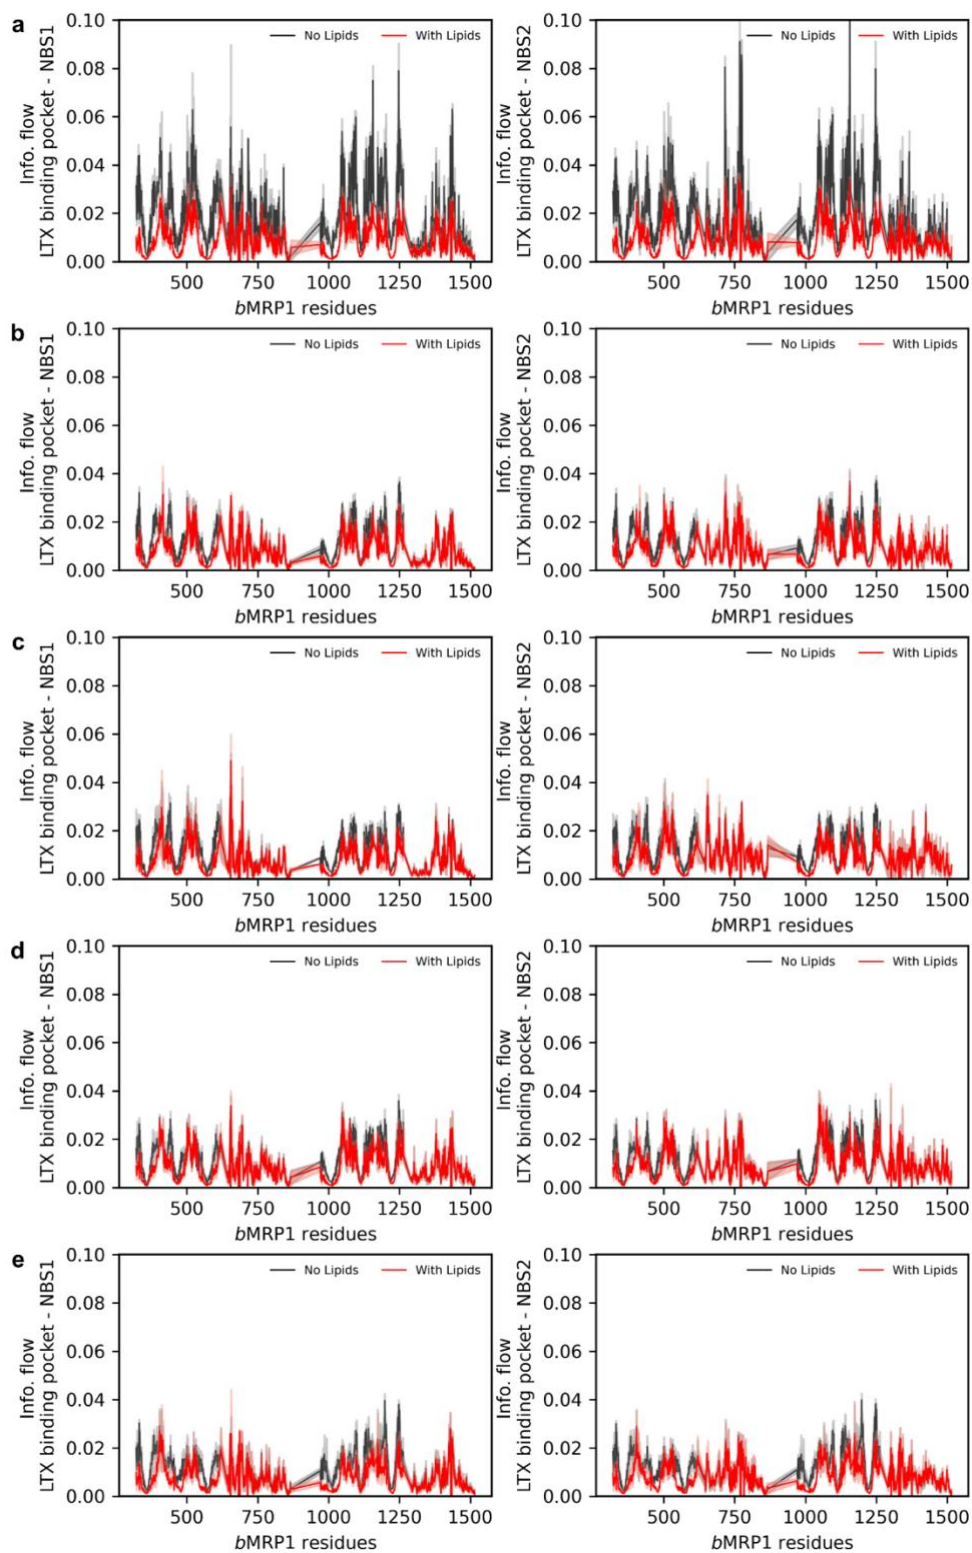 a
0.10
0.08
0.06
0.04
0.02
0.00
Info. flow
LTX binding pocket - NBS1
No Lipids
With Lipids
500
750
1000
1250
1500
bMRP1 residues
0.10
0.08
0.06
0.04
0.02
0.00
Info. flow
LTX binding pocket - NBS2
No Lipids
With Lipids
500
750
1000
1250
1500
bMRP1 residues
b
0.10
0.08
0.06
0.04
0.02
0.00
Info. flow
LTX binding pocket - NBS1
No Lipids
With Lipids
500
750
1000
1250
1500
bMRP1 residues
0.10
0.08
0.06
0.04
0.02
0.00
Info. flow
LTX binding pocket - NBS2
No Lipids
With Lipids
500
750
1000
1250
1500
bMRP1 residues
c
0.10
0.08
0.06
0.04
0.02
0.00
Info. flow
LTX binding pocket - NBS1
No Lipids
With Lipids
500
750
1000
1250
1500
bMRP1 residues
0.10
0.08
0.06
0.04
0.02
0.00
Info. flow
LTX binding pocket - NBS2
No Lipids
With Lipids
500
750
1000
1250
1500
bMRP1 residues
d
0.10
0.08
0.06
0.04
0.02
0.00
Info. flow
LTX binding pocket - NBS1
No Lipids
With Lipids
500
750
1000
1250
1500
bMRP1 residues
0.10
0.08
0.06
0.04
0.02
0.00
Info. flow
LTX binding pocket - NBS2
No Lipids
With Lipids
500
750
1000
1250
1500
bMRP1 residues
e
0.10
0.08
0.06
0.04
0.02
0.00
Info. flow
LTX binding pocket - NBS1
No Lipids
With Lipids
500
750
1000
1250
1500
bMRP1 residues
0.10
0.08
0.06
0.04
0.02
0.00
Info. flow
LTX binding pocket - NBS2
No Lipids
With Lipids
500
750
1000
1250
1500
bMRP1 residues